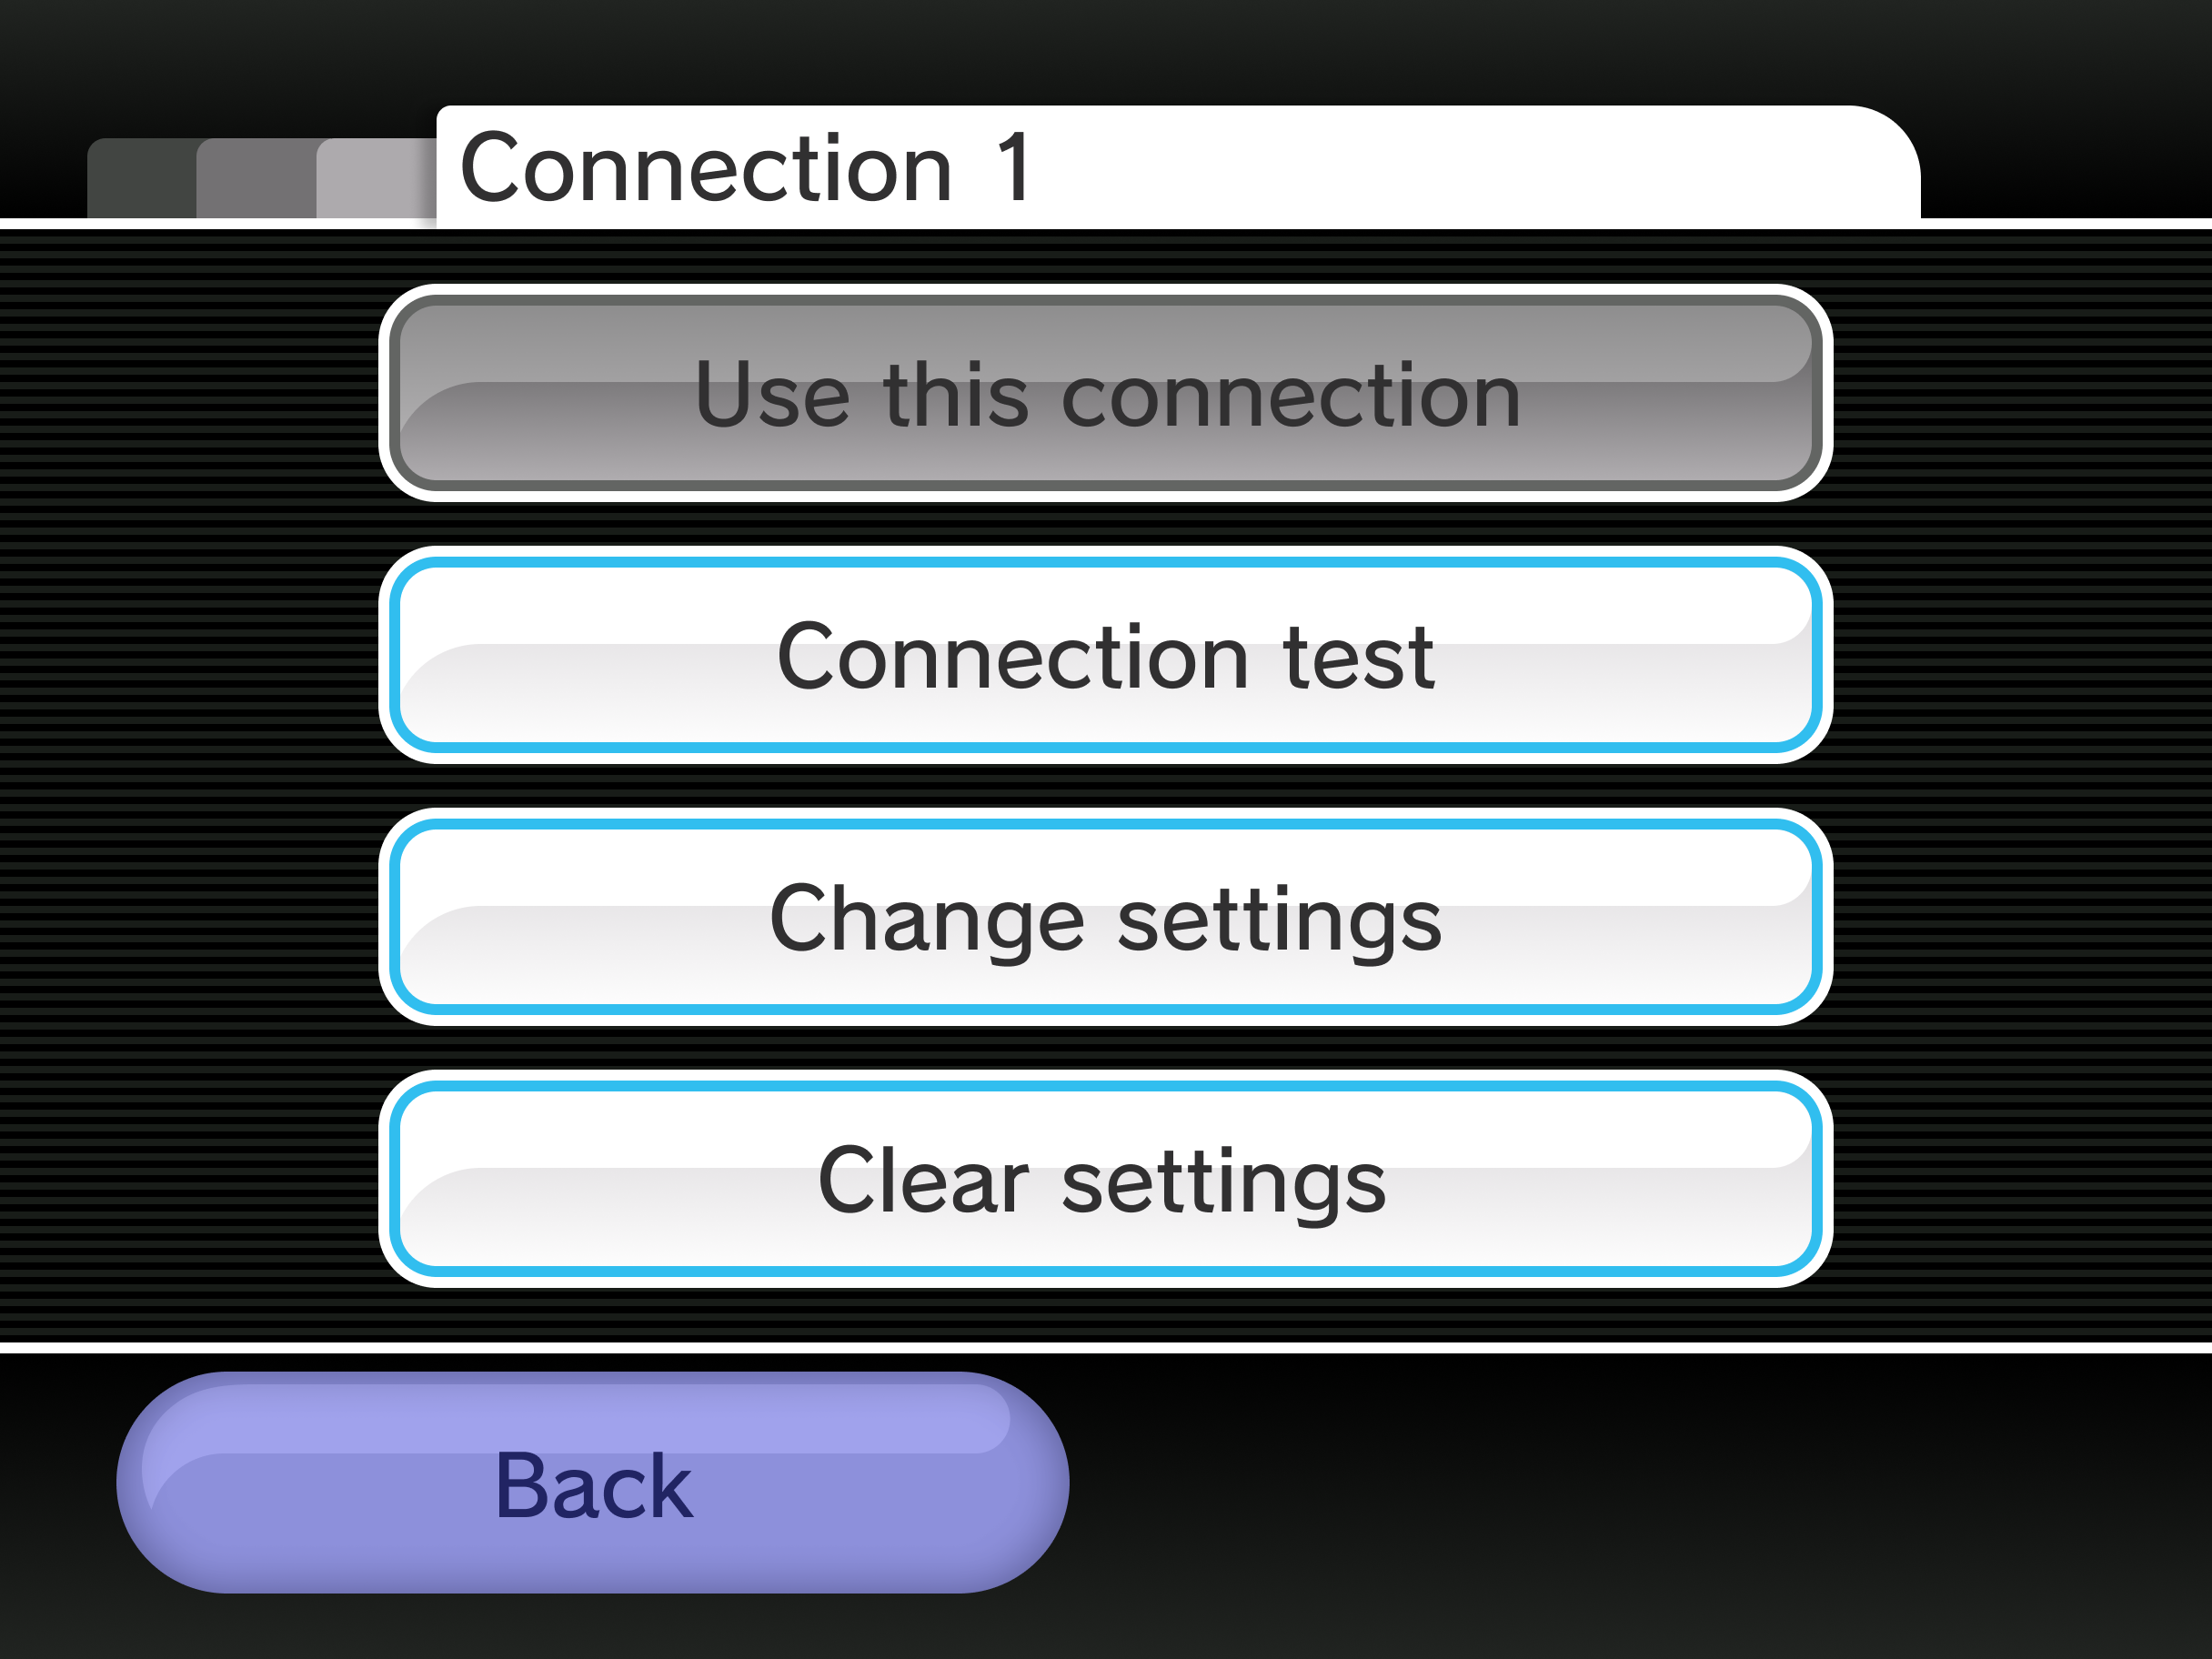 Connection 1
Use this connection
Connection test
Change settings
Clear settings
Back